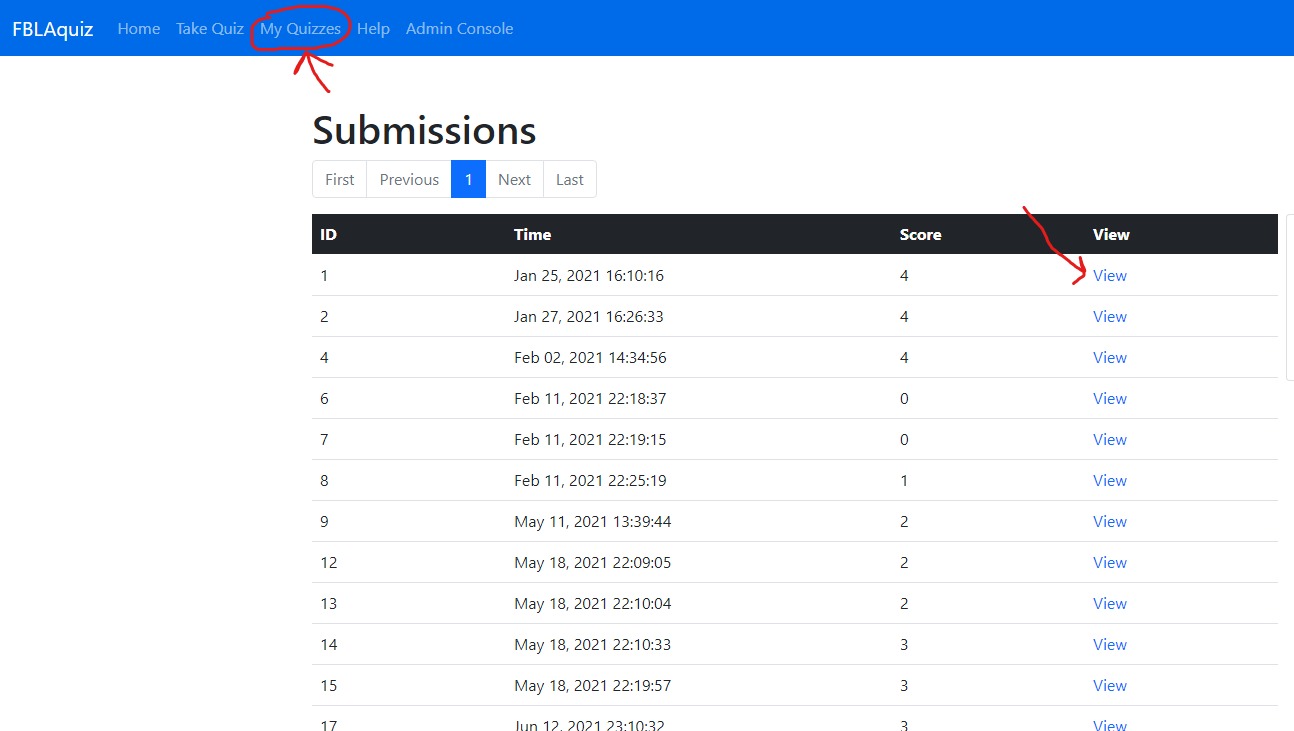 FBLAquiz Home Take Quiz My Quizzes Help Admin Console
Submissions
First Previous 1 Next Last
ID Time Score View
1 Jan 25, 2021 16:10:16 4 View
2 Jan 27, 2021 16:26:33 4 View
4 Feb 02, 2021 14:34:56 4 View
6 Feb 11, 2021 22:18:37 0 View
7 Feb 11, 2021 22:19:15 0 View
8 Feb 11, 2021 22:25:19 1 View
9 May 11, 2021 13:39:44 2 View
12 May 18, 2021 22:09:05 2 View
13 May 18, 2021 22:10:04 2 View
14 May 18, 2021 22:10:33 3 View
15 May 18, 2021 22:19:57 3 View
17 Jun 12, 2021 23:10:32 3 View